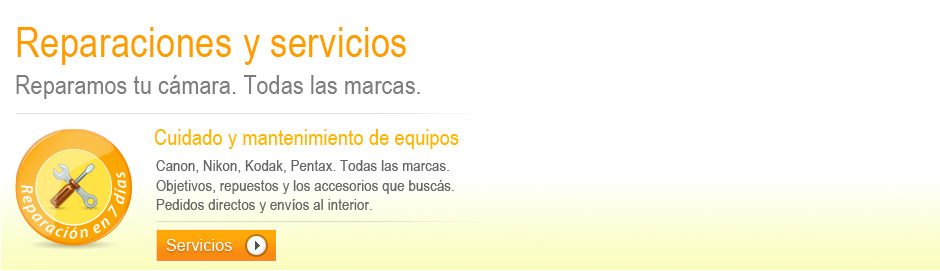 Reparaciones y servicios
Reparamos tu cámara. Todas las marcas.
Cuidado y mantenimiento de equipos
Canon, Nikon, Kodak, Pentax. Todas las marcas.
Objetivos, repuestos y los accesorios que buscás.
Pedidos directos y envíos al interior.
Reparación en 7 días
Servicios